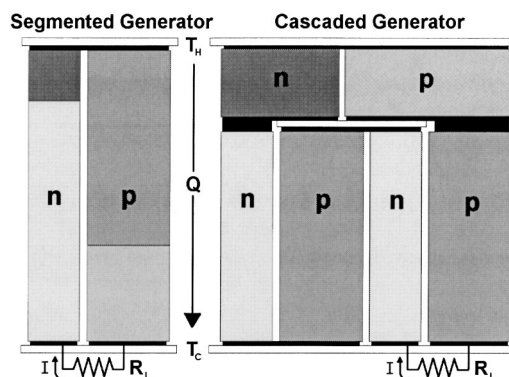 Segmented Generator
Cascaded Generator
T_H
n
p
n
p
Q
n
p
n
p
T_C
I
R_L
I
R_L